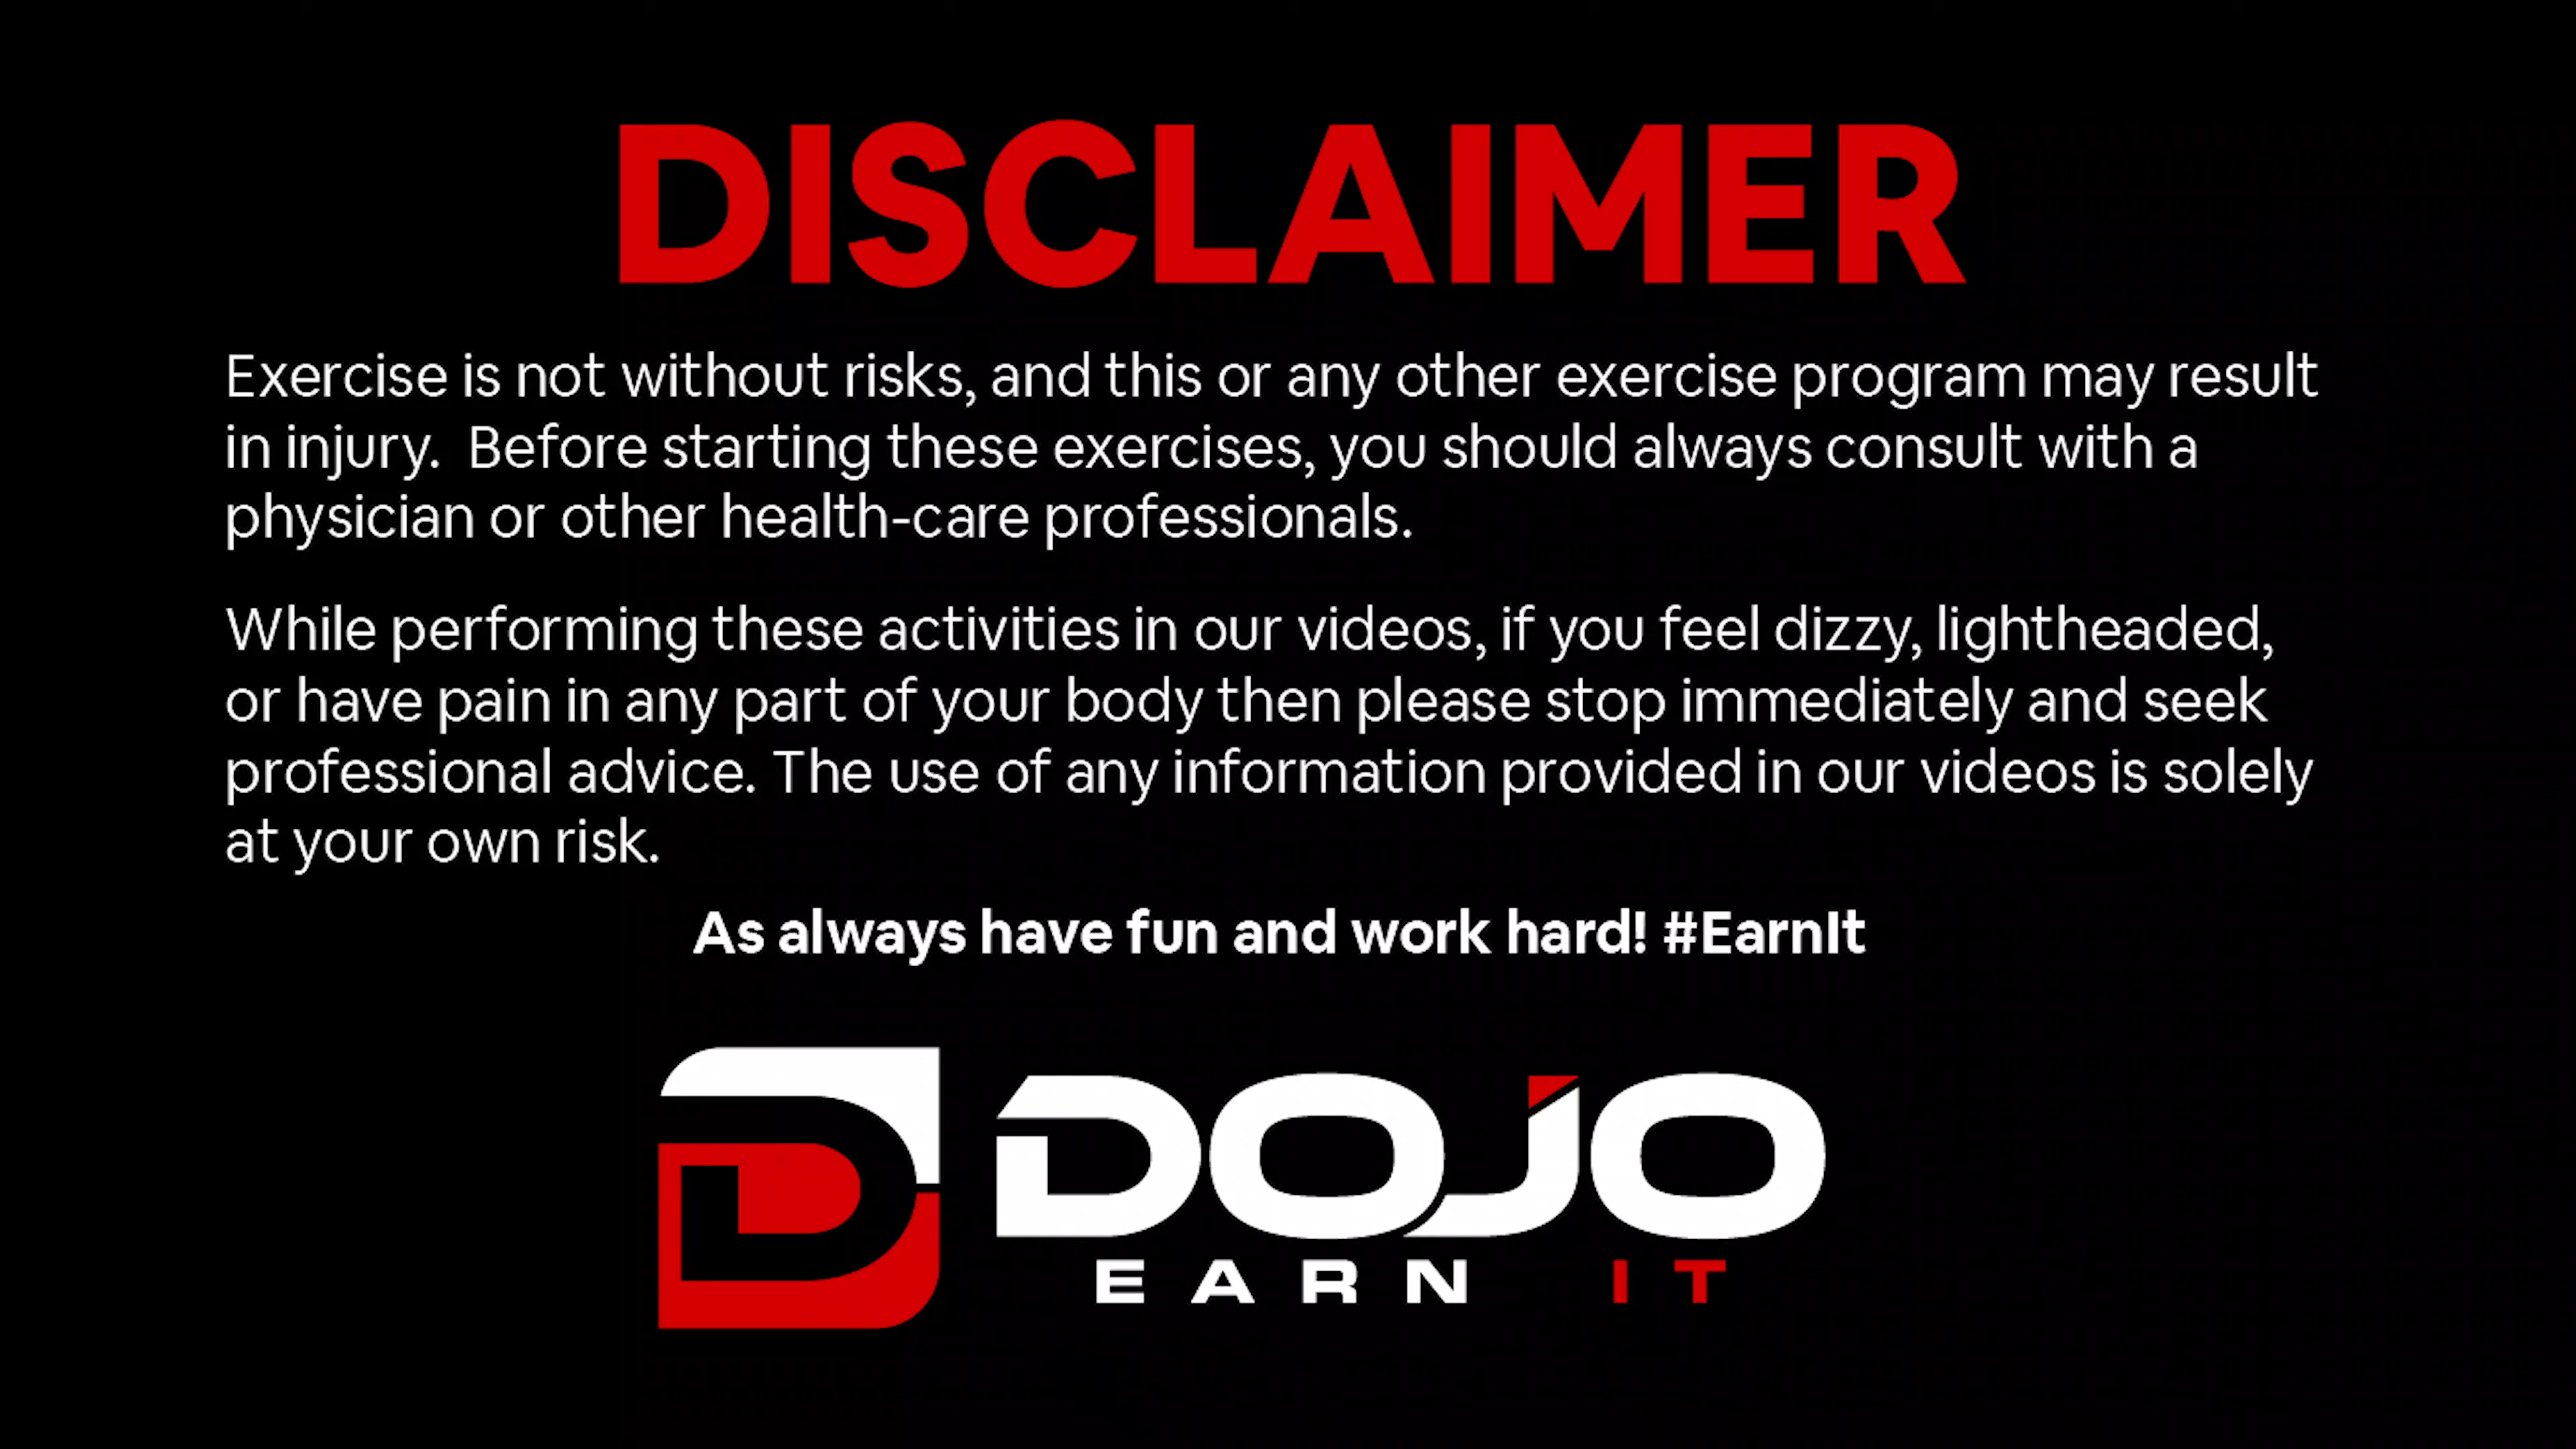 DISCLAIMER
Exercise is not without risks, and this or any other exercise program may result
in injury.  Before starting these exercises, you should always consult with a
physician or other health-care professionals.
While performing these activities in our videos, if you feel dizzy, lightheaded,
or have pain in any part of your body then please stop immediately and seek
professional advice. The use of any information provided in our videos is solely
at your own risk.
As always have fun and work hard! #EarnIt
DOJO
EARN IT